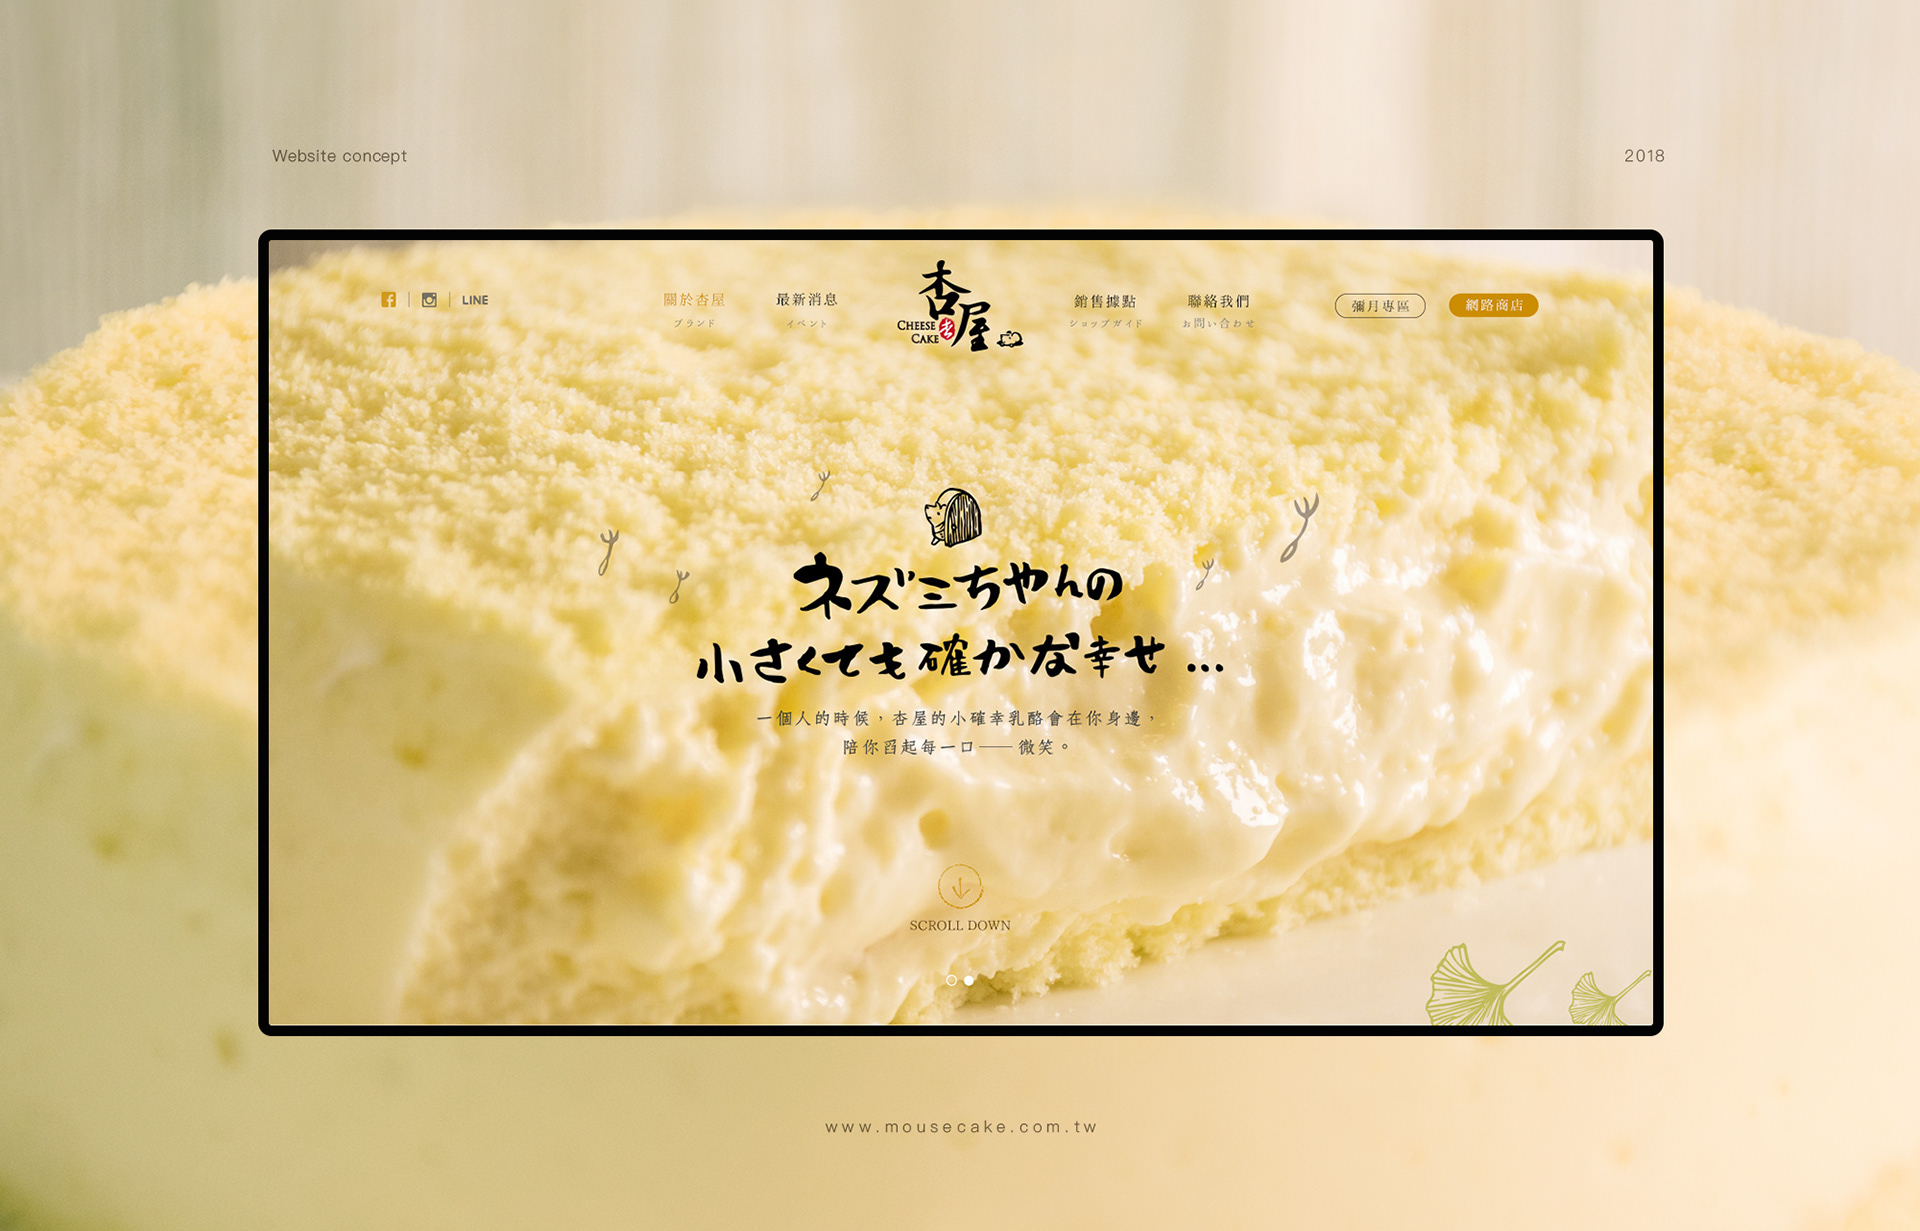 Website concept
2018
LINE
關於杏屋
ブランド
最新消息
イベント
杏屋
CHEESE
CAKE
杏
銷售據點
ショップガイド
聯絡我們
お問い合わせ
彌月專區
網路商店
ネズミちゃんの
小さくても確かな幸せ ...
一個人的時候，杏屋的小確幸乳酪會在你身邊，
陪你舀起每一口——微笑。
SCROLL DOWN
www.mousecake.com.tw